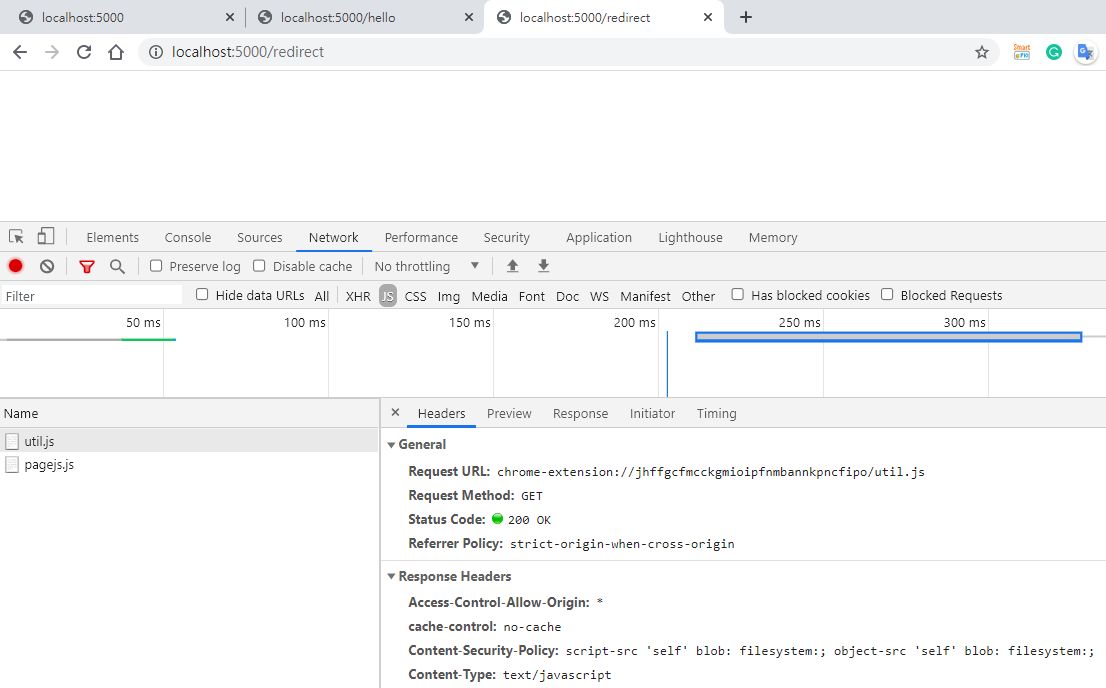 localhost:5000 localhost:5000/hello localhost:5000/redirect
localhost:5000/redirect
Elements Console Sources Network Performance Security Application Lighthouse Memory
Preserve log Disable cache No throttling
Filter Hide data URLs All XHR JS CSS Img Media Font Doc WS Manifest Other Has blocked cookies Blocked Requests
50 ms 100 ms 150 ms 200 ms 250 ms 300 ms
Name
util.js
pagejs.js
Headers Preview Response Initiator Timing
General
Request URL: chrome-extension://jhffgcfmcckgmioipfnmbannkpncfipo/util.js
Request Method: GET
Status Code: 200 OK
Referrer Policy: strict-origin-when-cross-origin
Response Headers
Access-Control-Allow-Origin: *
cache-control: no-cache
Content-Security-Policy: script-src 'self' blob: filesystem:; object-src 'self' blob: filesystem:;
Content-Type: text/javascript